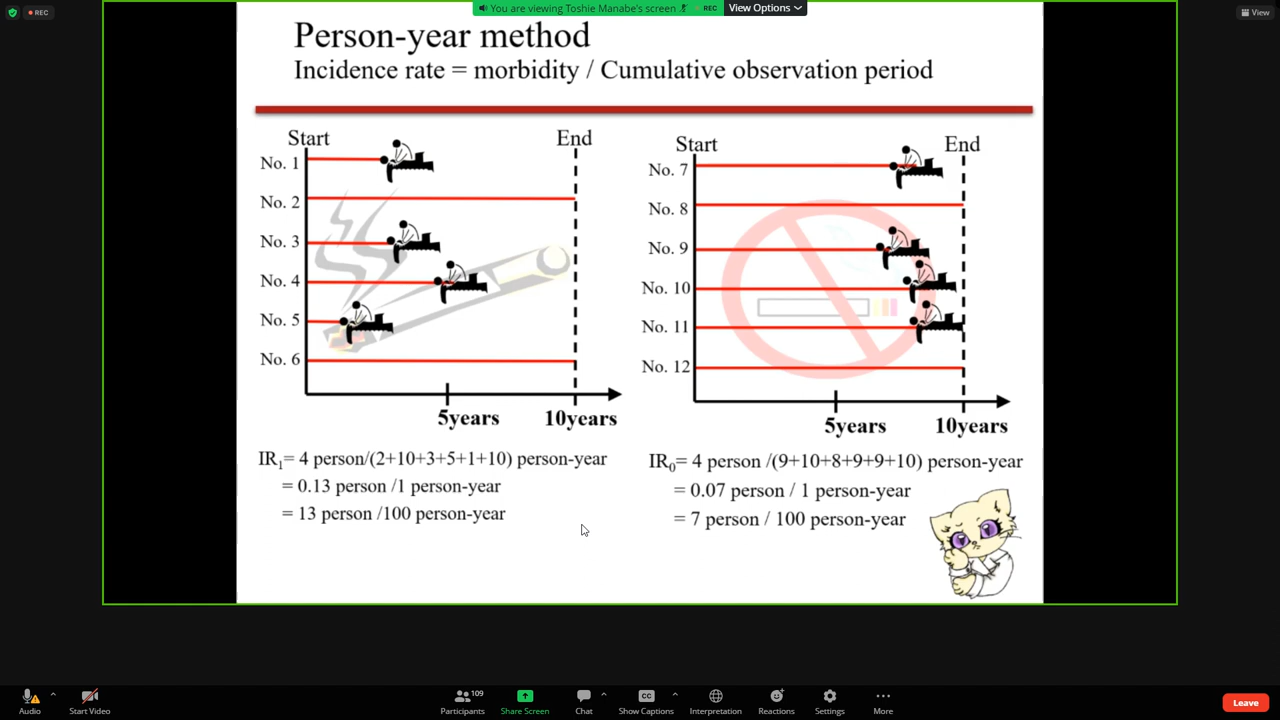 REC
You are viewing Toshie Manabe's screen
REC
View Options
View
Person-year method
Incidence rate = morbidity / Cumulative observation period
Start
End
No. 1
No. 2
No. 3
No. 4
No. 5
No. 6
5years
10years
IR1= 4 person/(2+10+3+5+1+10) person-year
= 0.13 person /1 person-year
= 13 person /100 person-year
Start
End
No. 7
No. 8
No. 9
No. 10
No. 11
No. 12
5years
10years
IR0= 4 person /(9+10+8+9+9+10) person-year
= 0.07 person / 1 person-year
= 7 person / 100 person-year
Audio
Start Video
Participants
109
Share Screen
Chat
CC
Show Captions
Interpretation
Reactions
Settings
More
Leave